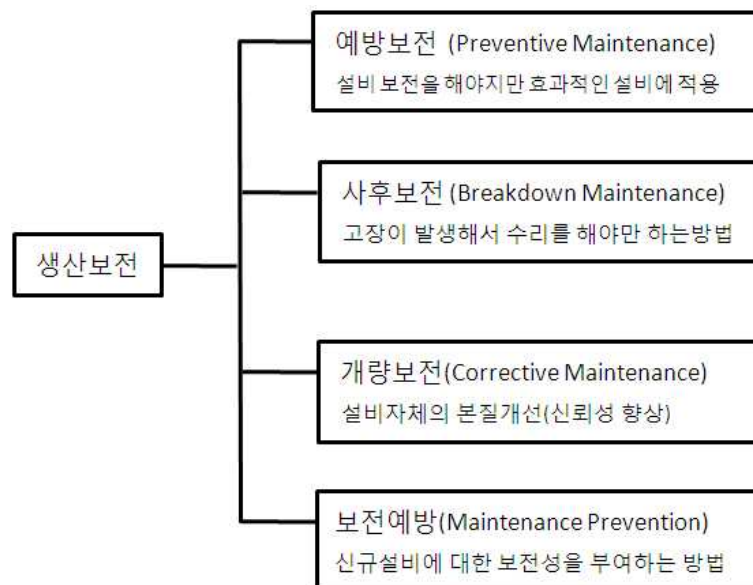 예방보전 (Preventive Maintenance)
설비 보전을 해야지만 효과적인 설비에 적용
사후보전 (Breakdown Maintenance)
고장이 발생해서 수리를 해야만 하는방법
생산보전
개량보전(Corrective Maintenance)
설비자체의 본질개선(신뢰성 향상)
보전예방(Maintenance Prevention)
신규설비에 대한 보전성을 부여하는 방법